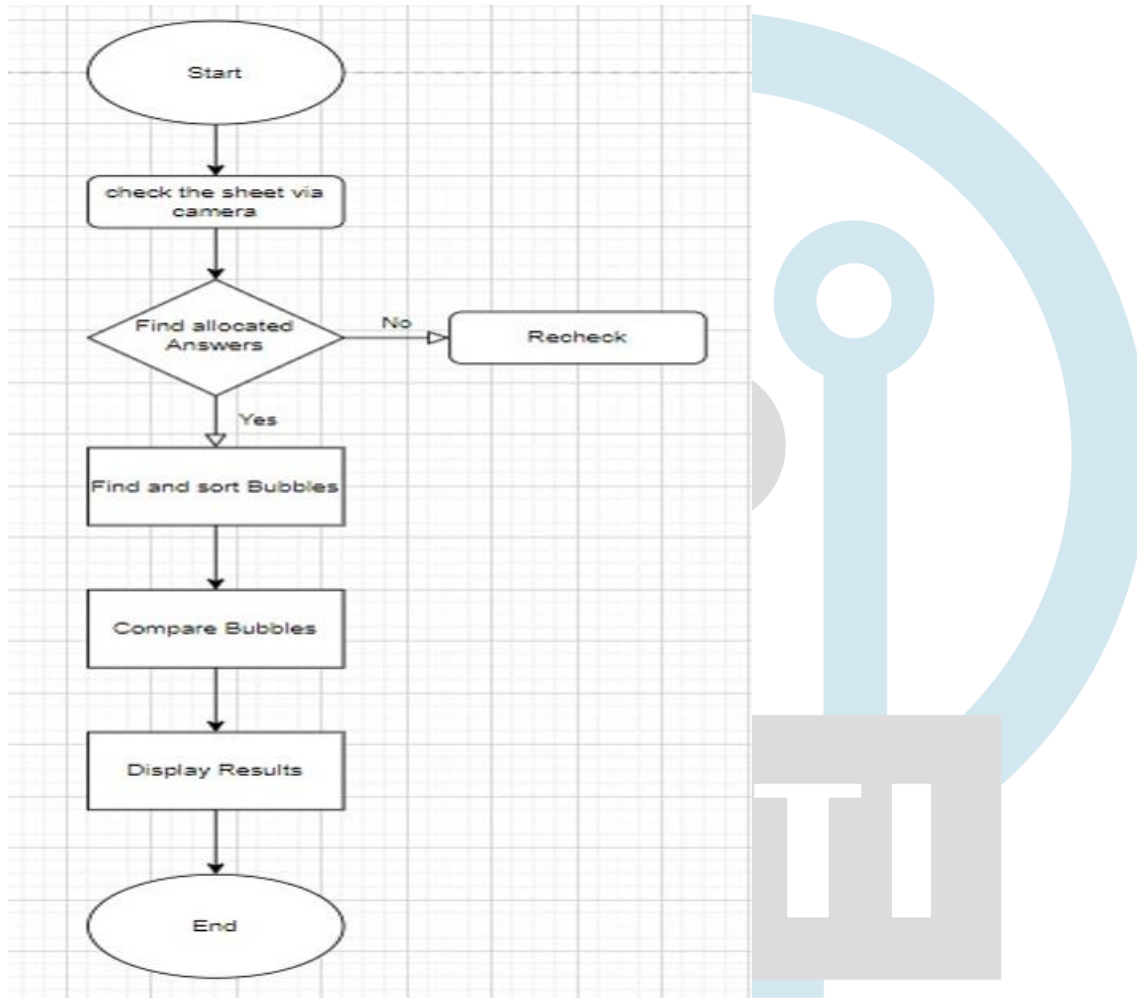 Start
check the sheet via
camera
Find allocated
Answers
No
Recheck
Yes
Find and sort Bubbles
Compare Bubbles
Display Results
End
TI